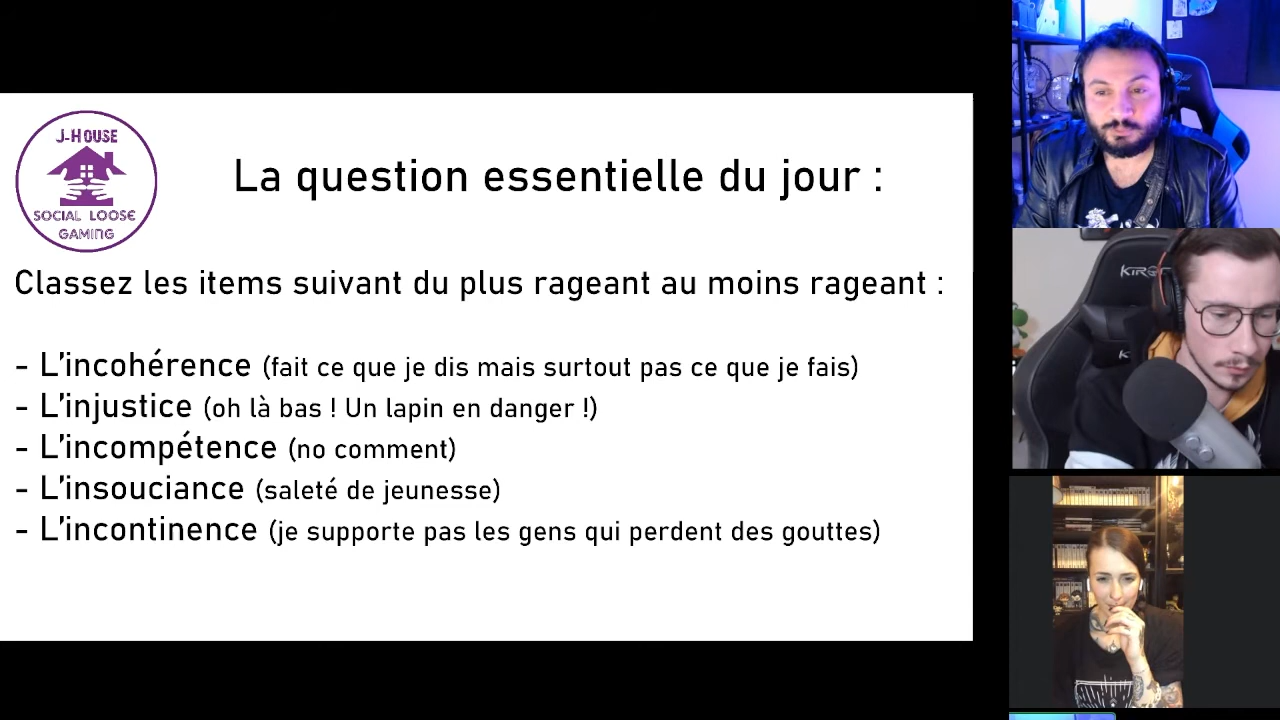 J-HOUSE
SOCIAL LOOSE
GAMING
La question essentielle du jour :
Classez les items suivant du plus rageant au moins rageant :
- L'incohérence (fait ce que je dis mais surtout pas ce que je fais)
- L'injustice (oh là bas ! Un lapin en danger !)
- L'incompétence (no comment)
- L'insouciance (saleté de jeunesse)
- L'incontinence (je supporte pas les gens qui perdent des gouttes)